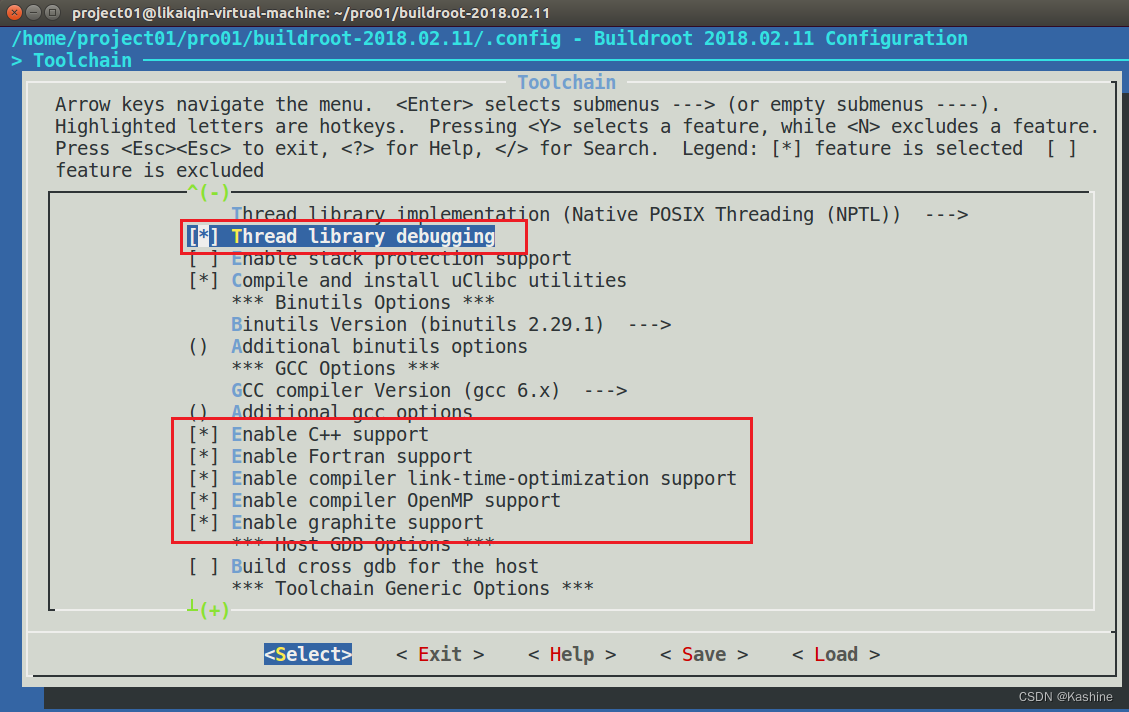 project01@likaiqin-virtual-machine: ~/pro01/buildroot-2018.02.11
/home/project01/pro01/buildroot-2018.02.11/.config - Buildroot 2018.02.11 Configuration
> Toolchain
Toolchain
Arrow keys navigate the menu.  <Enter> selects submenus ---> (or empty submenus ----).
Highlighted letters are hotkeys.  Pressing <Y> selects a feature, while <N> excludes a feature.
Press <Esc><Esc> to exit, <?> for Help, </> for Search.  Legend: [*] feature is selected  [ ]
feature is excluded
^(-)
Thread library implementation (Native POSIX Threading (NPTL))  --->
[*] Thread library debugging
[ ] Enable stack protection support
[*] Compile and install uClibc utilities
*** Binutils Options ***
Binutils Version (binutils 2.29.1)  --->
()  Additional binutils options
*** GCC Options ***
GCC compiler Version (gcc 6.x)  --->
()  Additional gcc options
[*] Enable C++ support
[*] Enable Fortran support
[*] Enable compiler link-time-optimization support
[*] Enable compiler OpenMP support
[*] Enable graphite support
*** Host GDB Options ***
[ ] Build cross gdb for the host
*** Toolchain Generic Options ***
┴(+)
<Select>    < Exit >    < Help >    < Save >    < Load >
CSDN @Kashine